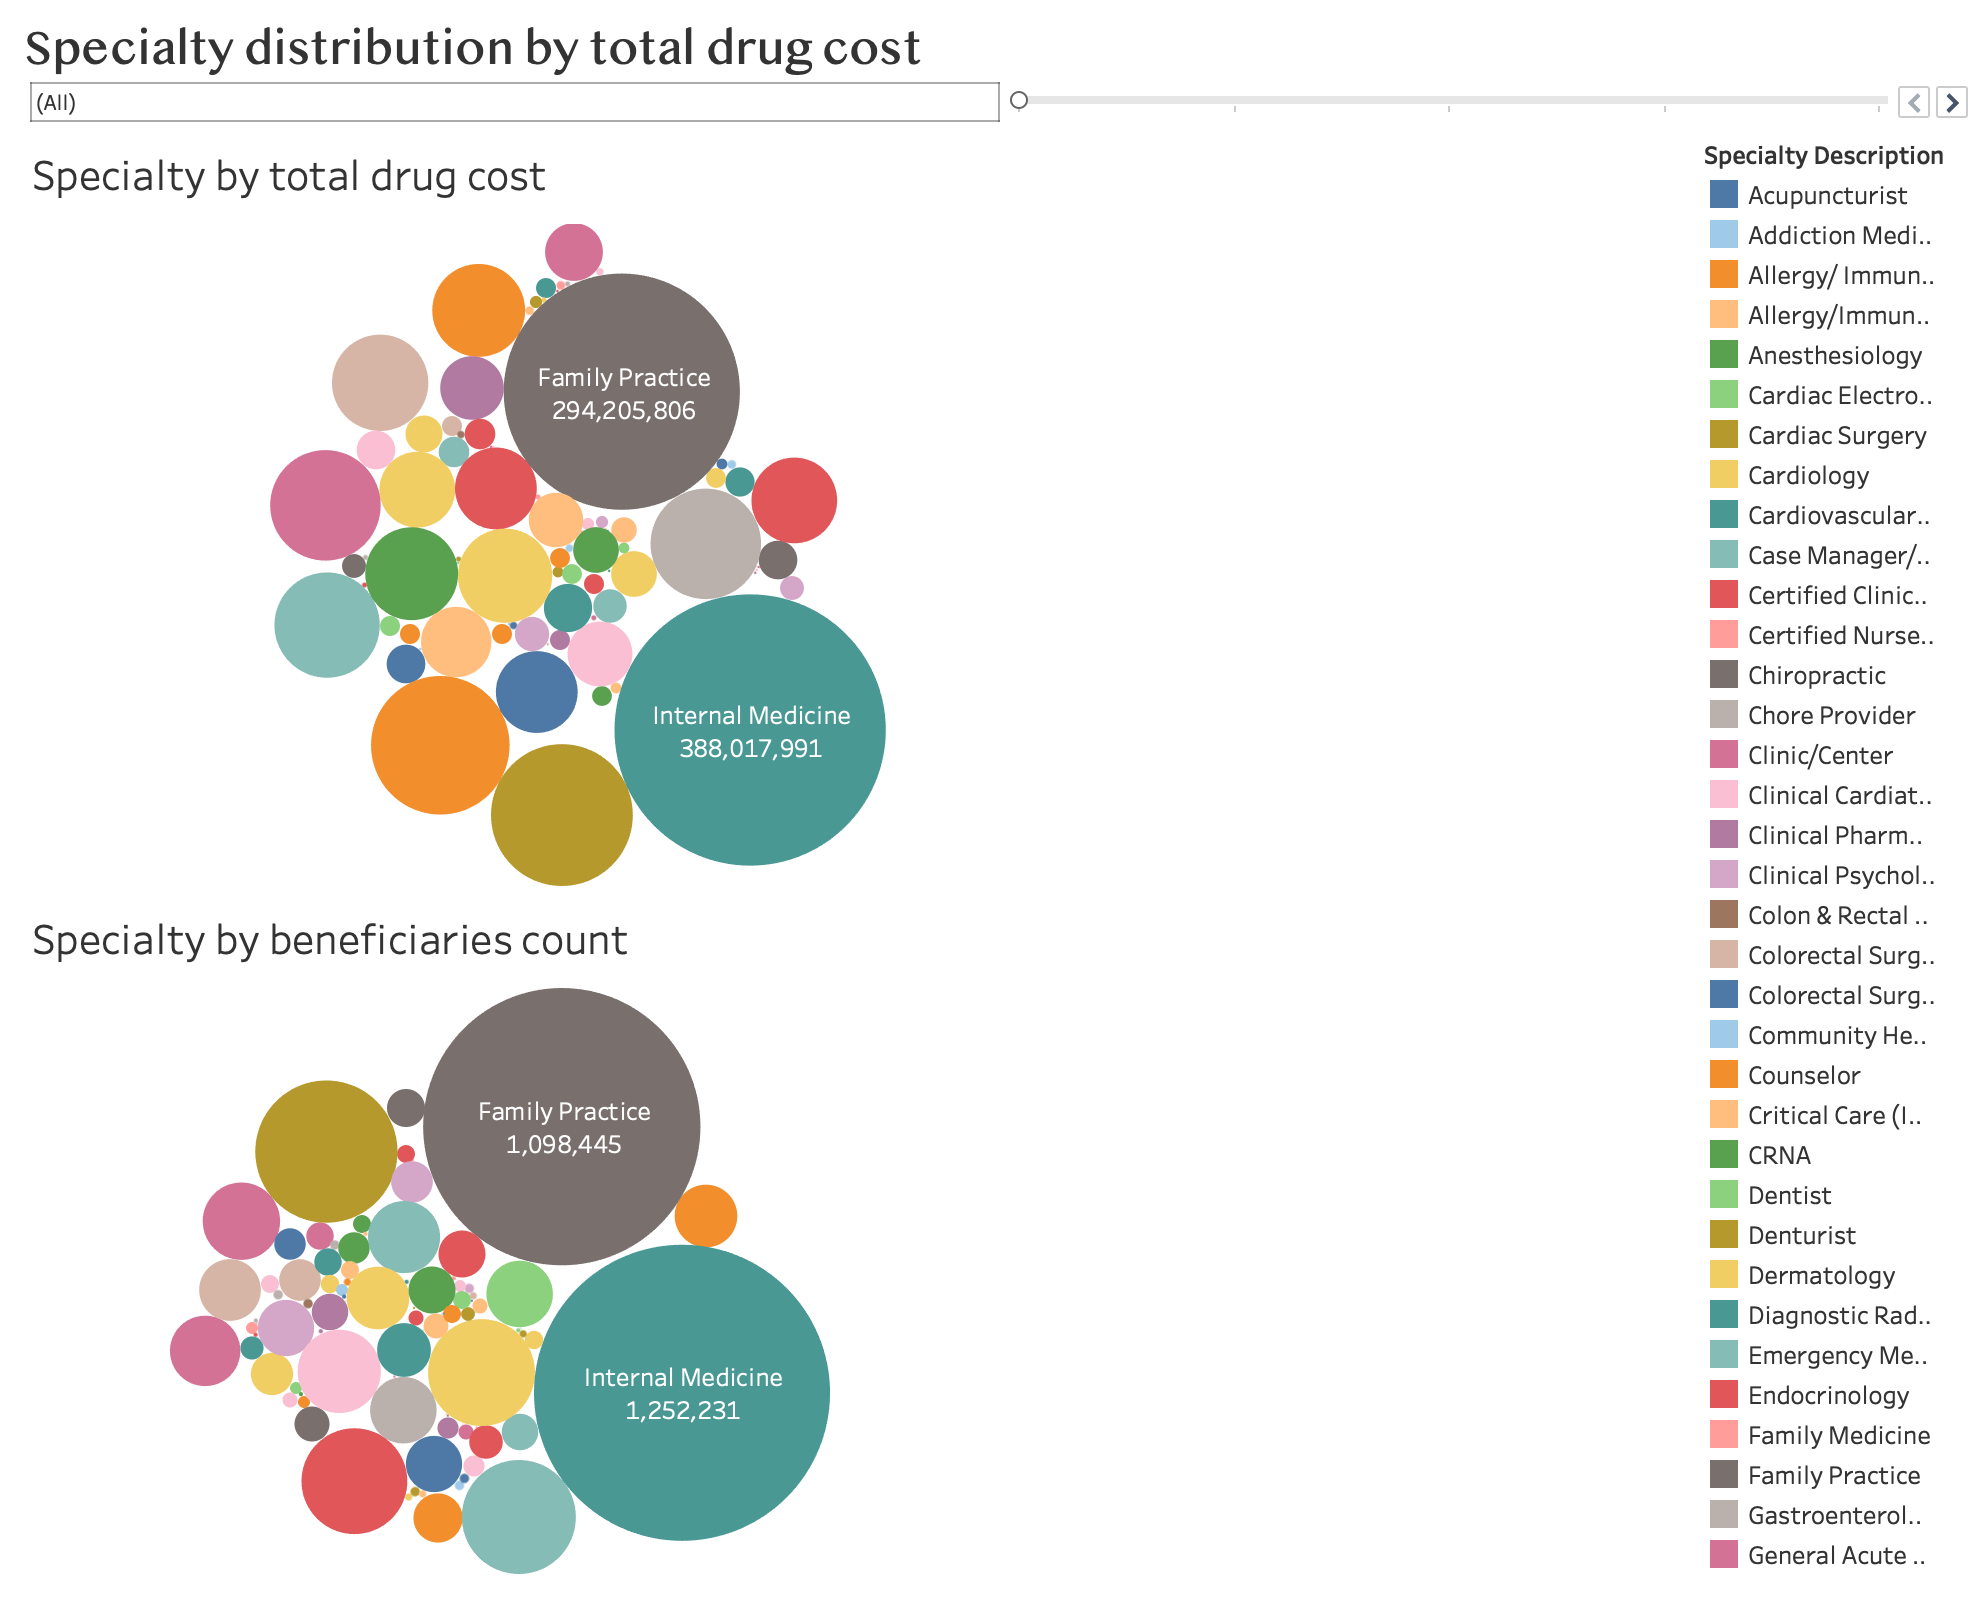 Specialty distribution by total drug cost
(All)
Specialty by total drug cost
Family Practice
294,205,806
Internal Medicine
388,017,991
Specialty by beneficiaries count
Family Practice
1,098,445
Internal Medicine
1,252,231
Specialty Description
Acupuncturist
Addiction Medi..
Allergy/ Immun..
Allergy/Immun..
Anesthesiology
Cardiac Electro..
Cardiac Surgery
Cardiology
Cardiovascular..
Case Manager/..
Certified Clinic..
Certified Nurse..
Chiropractic
Chore Provider
Clinic/Center
Clinical Cardiat..
Clinical Pharm..
Clinical Psychol..
Colon & Rectal ..
Colorectal Surg..
Colorectal Surg..
Community He..
Counselor
Critical Care (I..
CRNA
Dentist
Denturist
Dermatology
Diagnostic Rad..
Emergency Me..
Endocrinology
Family Medicine
Family Practice
Gastroenterol..
General Acute ..